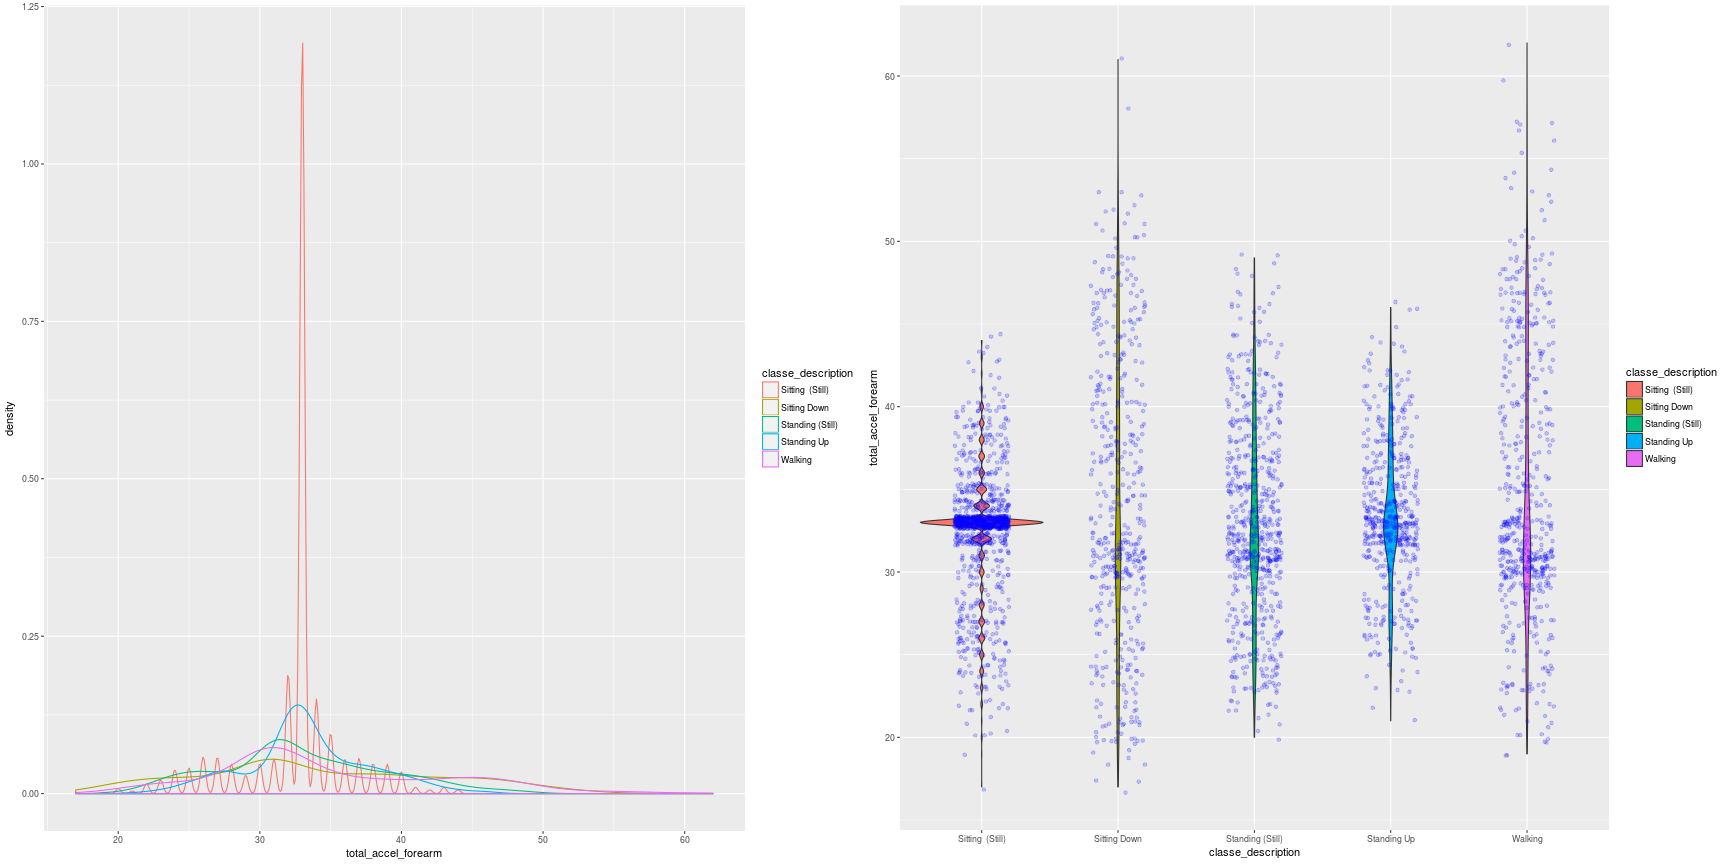 1.25
1.00
0.75
0.50
0.25
0.00
density
20 30 40 50 60
total_accel_forearm
classe_description
Sitting (Still)
Sitting Down
Standing (Still)
Standing Up
Walking
60
50
40
30
20
total_accel_forearm
Sitting (Still) Sitting Down Standing (Still) Standing Up Walking
classe_description
classe_description
Sitting (Still)
Sitting Down
Standing (Still)
Standing Up
Walking